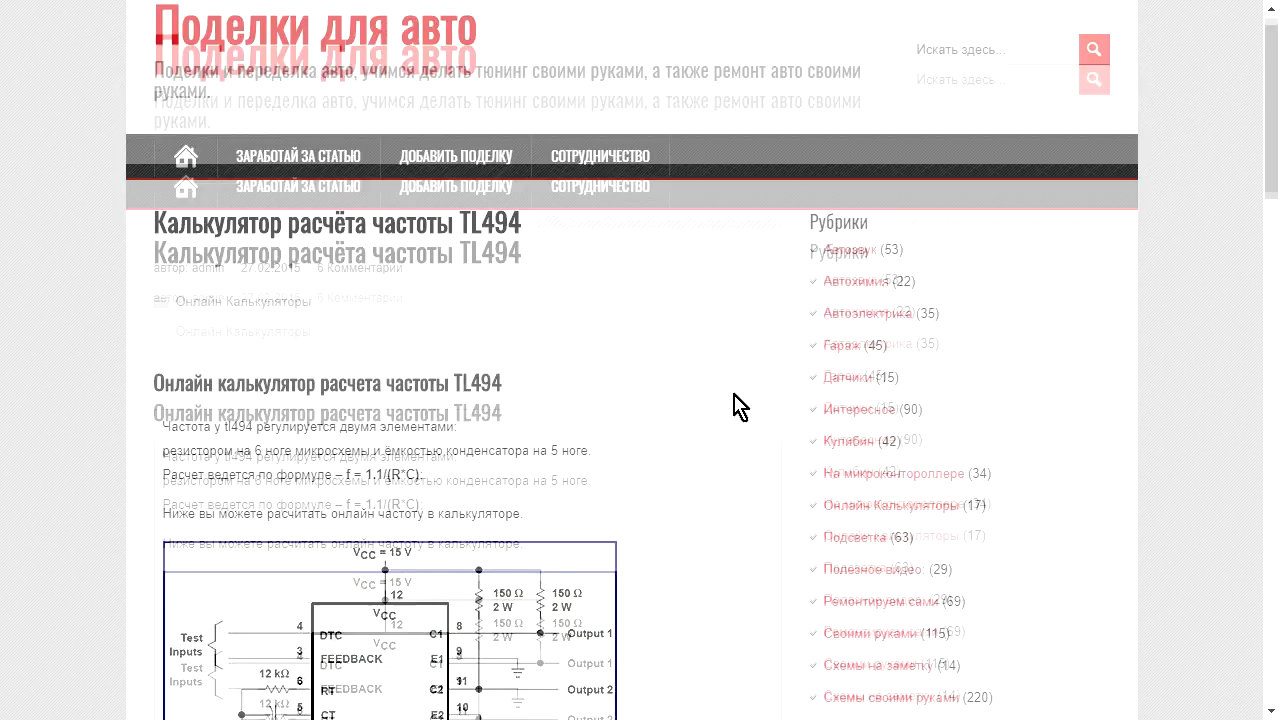 Поделки для авто
Поделки и переделка авто, учимся делать тюнинг своими руками, а также ремонт авто своими
руками.
Искать здесь...
ЗАРАБОТАЙ ЗА СТАТЬЮ
ДОБАВИТЬ ПОДЕЛКУ
СОТРУДНИЧЕСТВО
Калькулятор расчёта частоты TL494
автор: admin 27.02.2015 6 Комментарии
Онлайн Калькуляторы
Онлайн калькулятор расчета частоты TL494
Частота у tl494 регулируется двумя элементами:
резистором на 6 ноге микросхемы и ёмкостью конденсатора на 5 ноге.
Расчет ведется по формуле – f = 1.1/(R*C);
Ниже вы можете расчитать онлайн частоту в калькуляторе.
VCC = 15 V
12
VCC
150 Ω
2 W
150 Ω
2 W
Test
Inputs
4
DTC
C1
8
Output 1
3
FEEDBACK
E1
9
12 kΩ
6
RT
C2
11
Output 2
5
CT
E2
10
Рубрики
Автозвук (53)
Автохимия (22)
Автоэлектрика (35)
Гараж (45)
Датчики (15)
Интересное (90)
Кулибин (42)
На микроконтороллере (34)
Онлайн Калькуляторы (17)
Подсветка (63)
Полезное видео: (29)
Ремонтируем сами (69)
Своими руками (115)
Схемы на заметку (14)
Схемы своими руками (220)